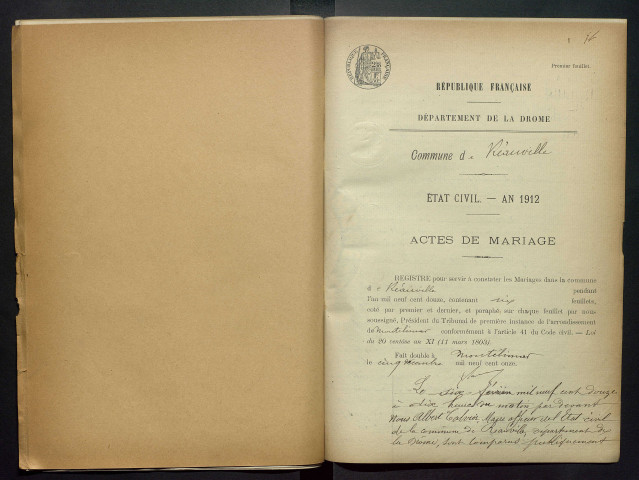 Premier feuillet.
RÉPUBLIQUE FRANÇAISE
RÉPUBLIQUE FRANÇAISE
DÉPARTEMENT DE LA DROME
Commune de Réauville
ÉTAT CIVIL. — AN 1912
ACTES DE MARIAGE
REGISTRE pour servir à constater les Mariages dans la commune
de Réauville pendant
l'an mil neuf cent douze, contenant six feuillets,
coté par premier et dernier, et paraphé sur chaque feuillet par nous-
soussigné, Président du Tribunal de première instance de l'arrondissement
de Montélimar conformément à l'article 41 du Code civil. — Loi
du 20 ventôse an XI (11 mars 1803)
Fait double à Montélimar
le cinq mil neuf cent onze.
Le six février mil neuf cent douze
à dix heures du matin par devant
Nous Albert Maire officier de l'Etat civil
de la commune de Réauville, département de
la Drôme, sont comparus publiquement